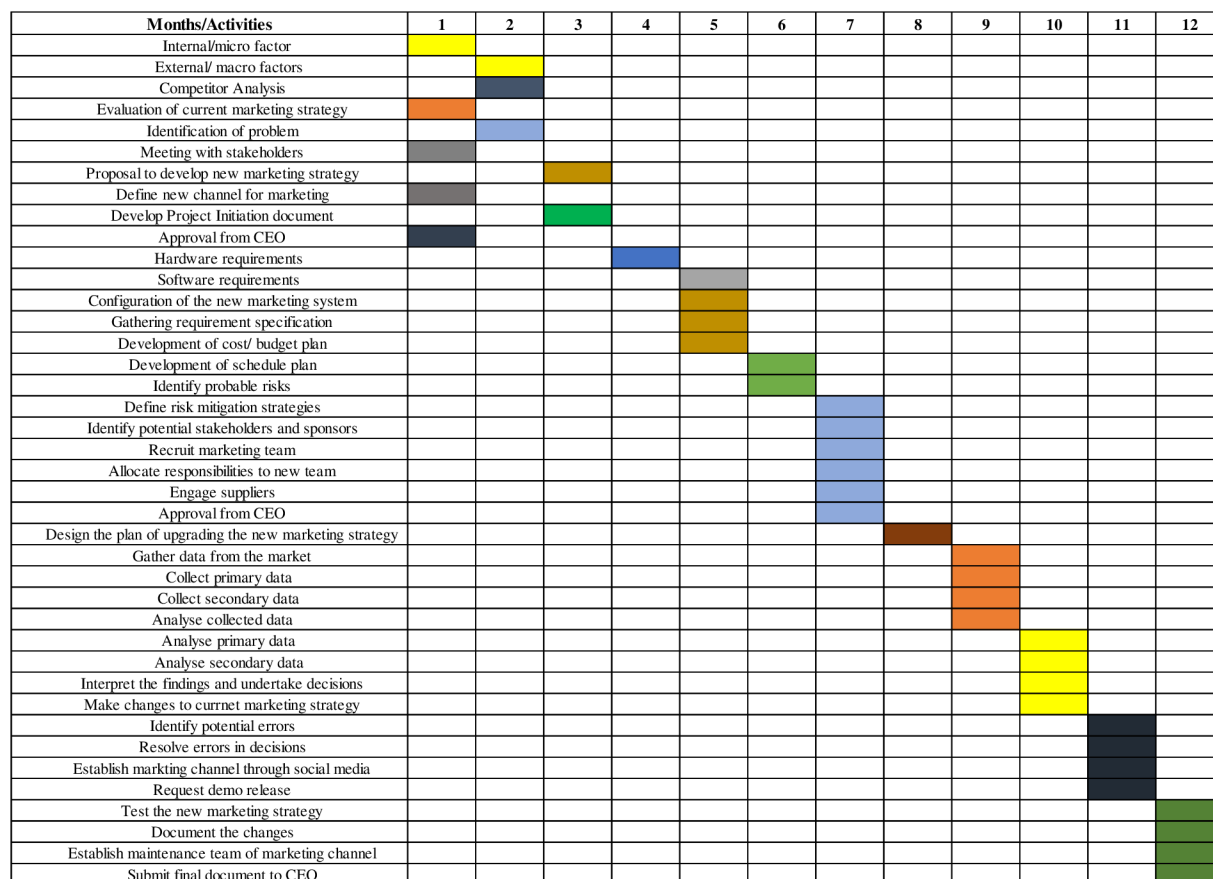 Months/Activities 1 2 3 4 5 6 7 8 9 10 11 12
Internal/micro factor
External/ macro factors
Competitor Analysis
Evaluation of current marketing strategy
Identification of problem
Meeting with stakeholders
Proposal to develop new marketing strategy
Define new channel for marketing
Develop Project Initiation document
Approval from CEO
Hardware requirements
Software requirements
Configuration of the new marketing system
Gathering requirement specification
Development of cost/ budget plan
Development of schedule plan
Identify probable risks
Define risk mitigation strategies
Identify potential stakeholders and sponsors
Recruit marketing team
Allocate responsibilities to new team
Engage suppliers
Approval from CEO
Design the plan of upgrading the new marketing strategy
Gather data from the market
Collect primary data
Collect secondary data
Analyse collected data
Analyse primary data
Analyse secondary data
Interpret the findings and undertake decisions
Make changes to currnet marketing strategy
Identify potential errors
Resolve errors in decisions
Establish markting channel through social media
Request demo release
Test the new marketing strategy
Document the changes
Establish maintenance team of marketing channel
Submit final document to CEO